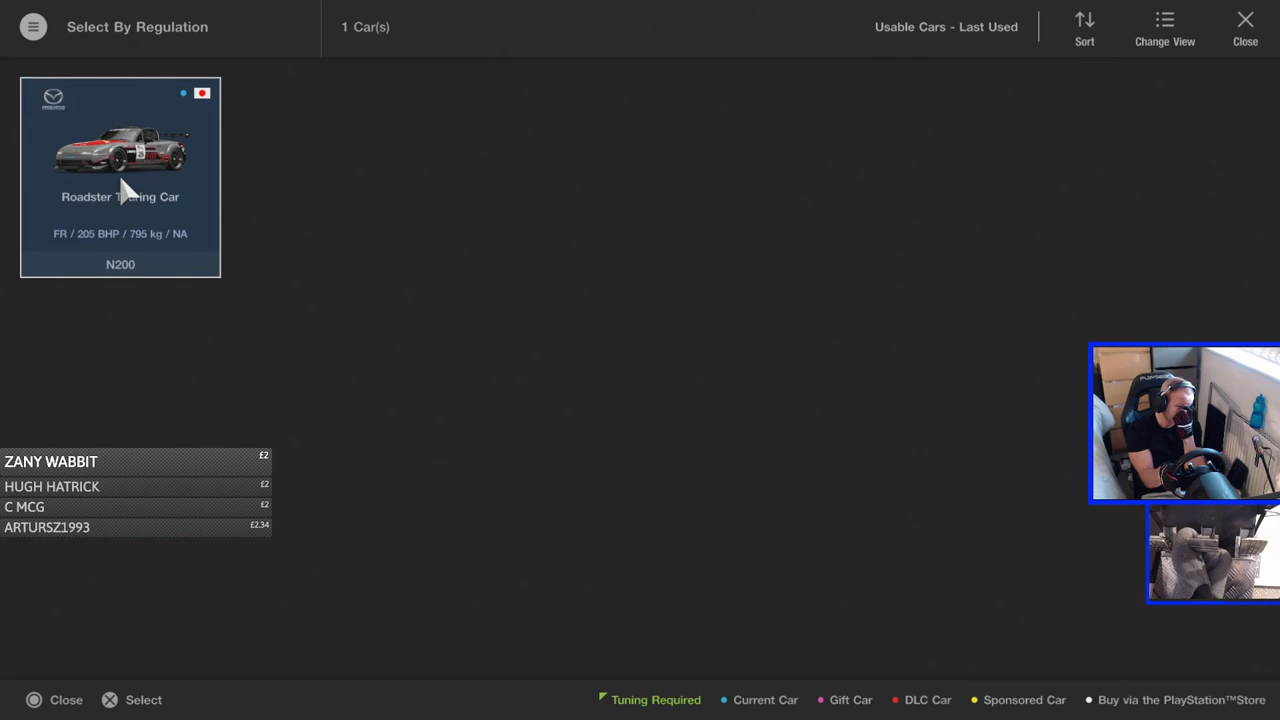 Select By Regulation
1 Car(s)
Usable Cars - Last Used
Sort
Change View
Close
MAZDA
Roadster Touring Car
FR / 205 BHP / 795 kg / NA
N200
ZANY WABBIT £2
HUGH HATRICK £2
C MCG £2
ARTURSZ1993 £2.34
Close
Select
Tuning Required
Current Car
Gift Car
DLC Car
Sponsored Car
Buy via the PlayStation™Store